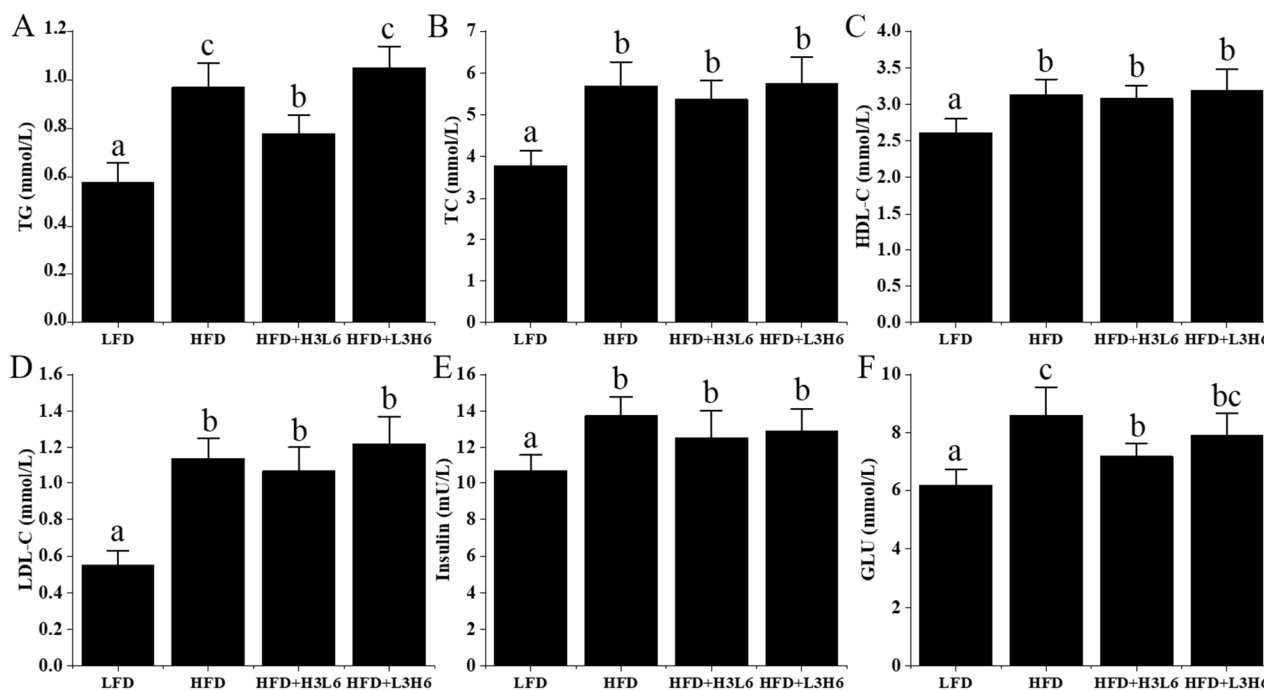 A
TG (mmol/L)
1.2
1.0
0.8
0.6
0.4
0.2
0.0
a
c
b
c
LFD HFD HFD+H3L6 HFD+L3H6
B
TC (mmol/L)
7
6
5
4
3
2
1
0
a
b
b
b
LFD HFD HFD+H3L6 HFD+L3H6
C
HDL-C (mmol/L)
4.0
3.5
3.0
2.5
2.0
1.5
1.0
0.5
0.0
a
b
b
b
LFD HFD HFD+H3L6 HFD+L3H6
D
LDL-C (mmol/L)
1.6
1.4
1.2
1.0
0.8
0.6
0.4
0.2
0.0
a
b
b
b
LFD HFD HFD+H3L6 HFD+L3H6
E
Insulin (mU/L)
16
14
12
10
8
6
4
2
0
a
b
b
b
LFD HFD HFD+H3L6 HFD+L3H6
F
GLU (mmol/L)
10
8
6
4
2
0
a
c
b
bc
LFD HFD HFD+H3L6 HFD+L3H6